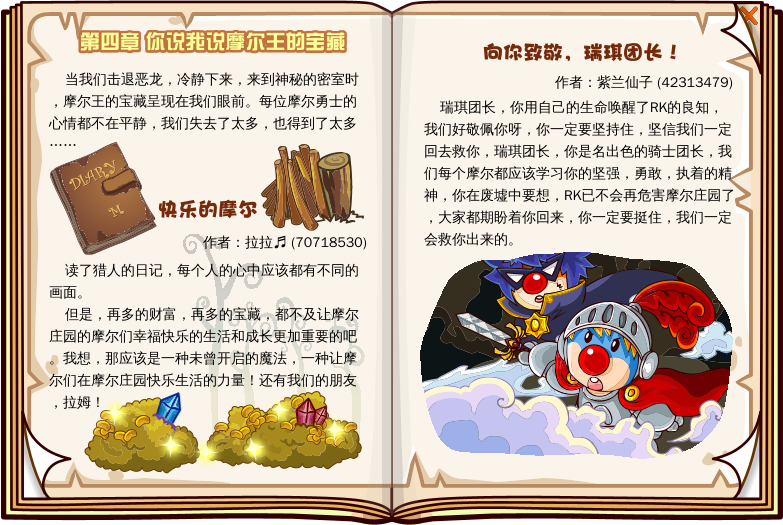 第四章 你说我说摩尔王的宝藏
当我们击退恶龙，冷静下来，来到神秘的密室时
，摩尔王的宝藏呈现在我们眼前。每位摩尔勇士的
心情都不在平静，我们失去了太多，也得到了太多
……
DIARY
M
快乐的摩尔
作者：拉拉♬ (70718530)
读了猎人的日记，每个人的心中应该都有不同的
画面。
但是，再多的财富，再多的宝藏，都不及让摩尔
庄园的摩尔们幸福快乐的生活和成长更加重要的吧
。我想，那应该是一种未曾开启的魔法，一种让摩
尔们在摩尔庄园快乐生活的力量！还有我们的朋友
，拉姆！
向你致敬，瑞琪团长！
作者：紫兰仙子 (42313479)
瑞琪团长，你用自己的生命唤醒了RK的良知，
我们好敬佩你呀，你一定要坚持住，坚信我们一定
回去救你，瑞琪团长，你是名出色的骑士团长，我
们每个摩尔都应该学习你的坚强，勇敢，执着的精
神，你在废墟中要想，RK已不会再危害摩尔庄园了
，大家都期盼着你回来，你一定要挺住，我们一定
会救你出来的。